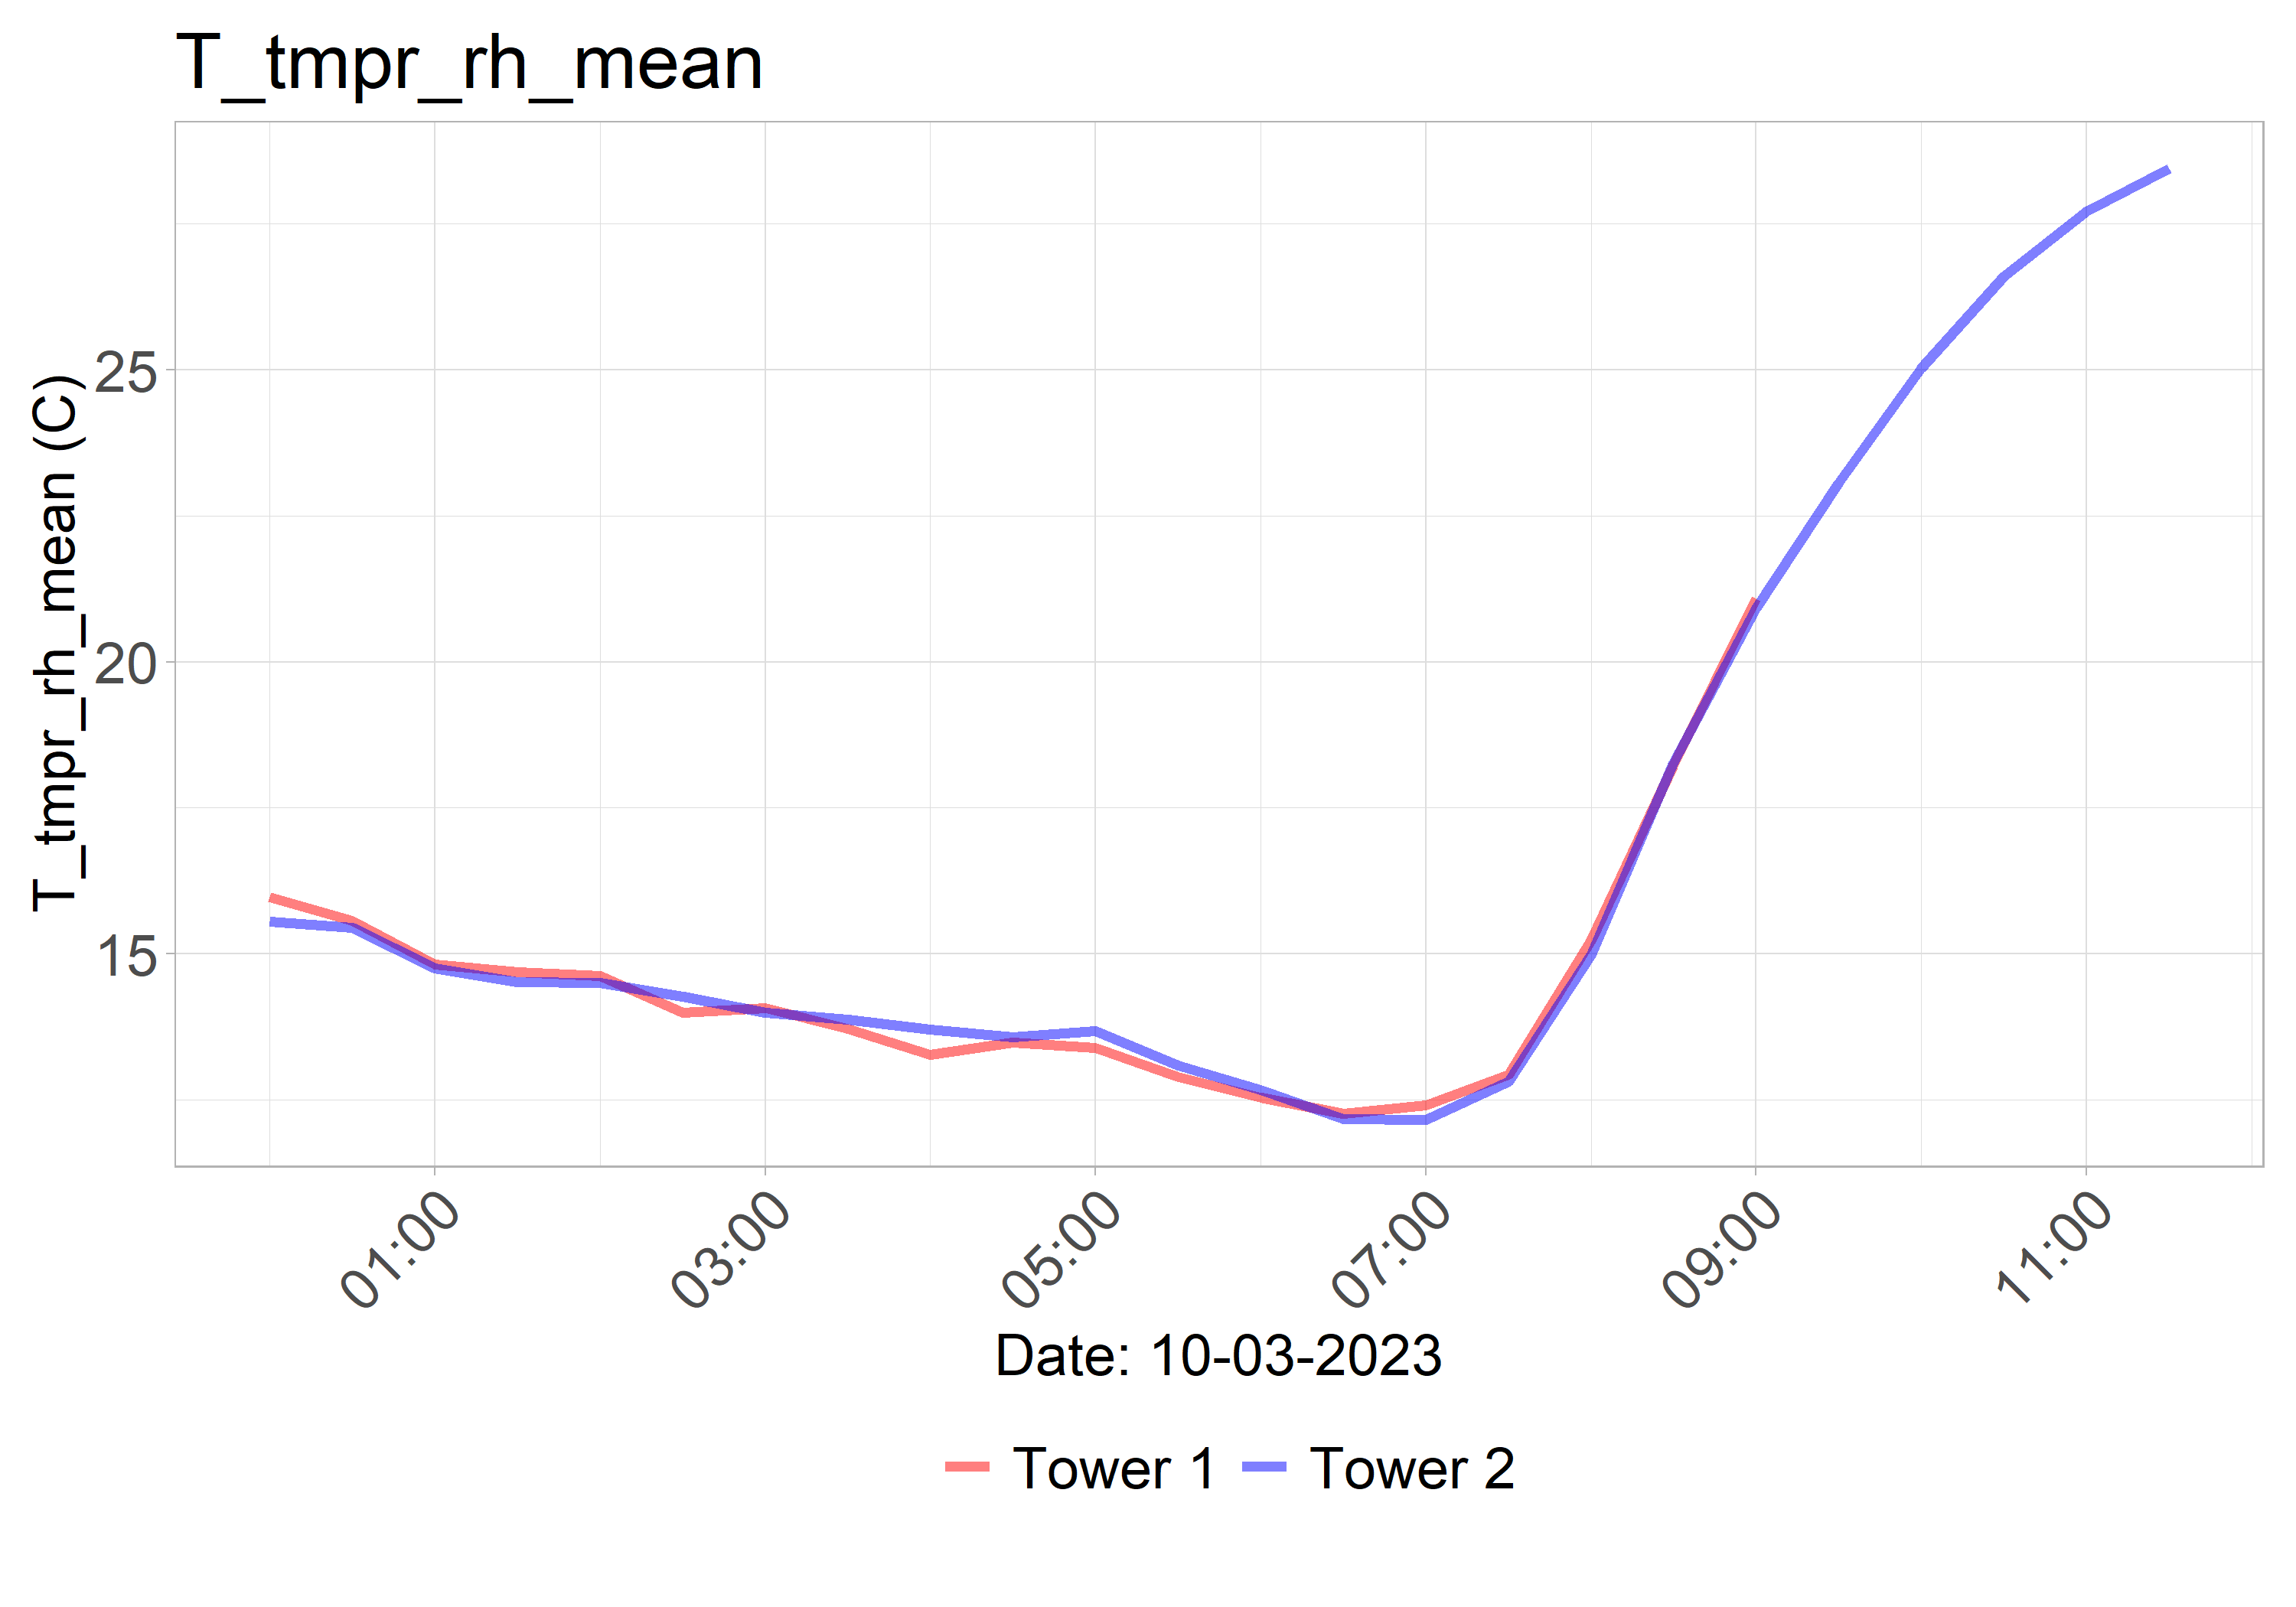 T_tmpr_rh_mean
T_tmpr_rh_mean (C)
25
20
15
01:00
03:00
05:00
07:00
09:00
11:00
Date: 10-03-2023
Tower 1
Tower 2